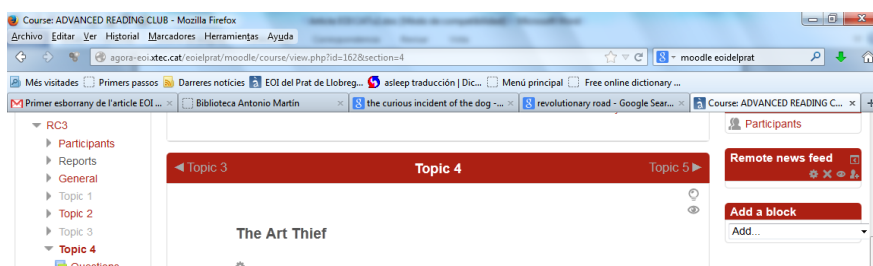 Course: ADVANCED READING CLUB - Mozilla Firefox
Archivo Editar Ver Historial Marcadores Herramientas Ayuda
agora-eoi.xtec.cat/eoielprat/moodle/course/view.php?id=162&section=4 8 - moodle eoidelprat
Més visitades Primers passos Darreres notícies EOI del Prat de Llobreg... asleep traducción | Dic... Menú principal Free online dictionary ...
Primer esborrany de l'article EOI ... × Biblioteca Antonio Martín × 8 the curious incident of the dog -... × 8 revolutionary road - Google Sear... × Course: ADVANCED READING C... × +
RC3
Participants
Reports
General
Topic 1
Topic 2
Topic 3
Topic 4
Questions
◄Topic 3 Topic 4 Topic 5►
The Art Thief
Participants
Remote news feed
Add a block
Add...